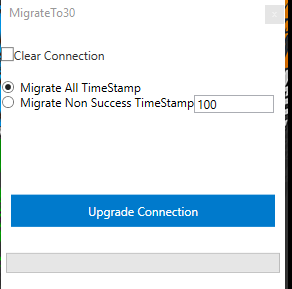 MigrateTo30
Clear Connection
Migrate All TimeStamp
Migrate Non Success TimeStamp 100
Upgrade Connection